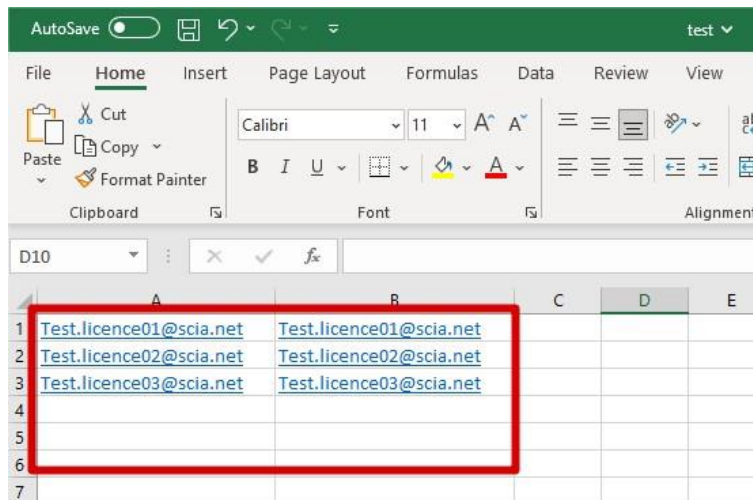 AutoSave
test
File Home Insert Page Layout Formulas Data Review View
Cut
Copy
Paste
Format Painter
Calibri 11 A^ A˅
B I U A
Clipboard Font Alignment
D10 fx
A B C D E
1 Test.licence01@scia.net Test.licence01@scia.net
2 Test.licence02@scia.net Test.licence02@scia.net
3 Test.licence03@scia.net Test.licence03@scia.net
4
5
6
7